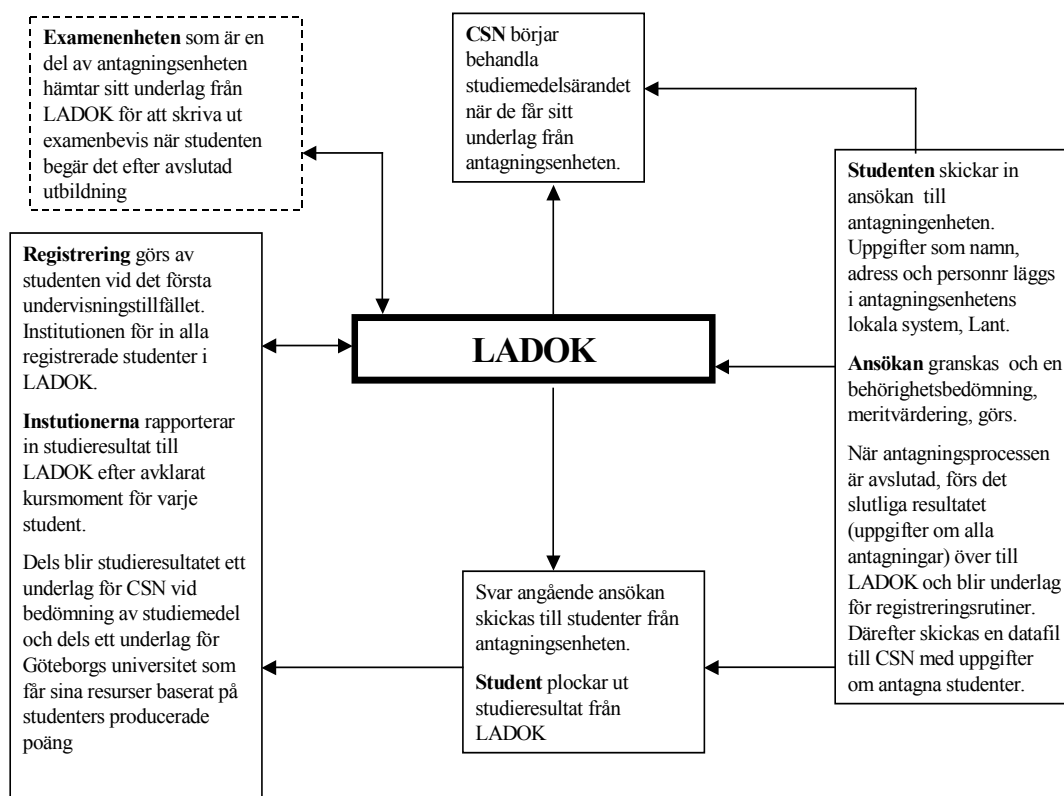 Examenenheten som är en
del av antagningsenheten
hämtar sitt underlag från
LADOK för att skriva ut
examenbevis när studenten
begär det efter avslutad
utbildning
CSN börjar
behandla
studiemedelsärandet
när de får sitt
underlag från
antagningsenheten.
Studenten skickar in
ansökan till
antagningenheten.
Uppgifter som namn,
adress och personnr läggs
i antagningsenhetens
lokala system, Lant.
Ansökan granskas och en
behörighetsbedömning,
meritvärdering, görs.
När antagningsprocessen
är avslutad, förs det
slutliga resultatet
(uppgifter om alla
antagningar) över till
LADOK och blir underlag
för registreringsrutiner.
Därefter skickas en datafil
till CSN med uppgifter
om antagna studenter.
LADOK
Registrering görs av
studenten vid det första
undervisningstillfället.
Institutionen för in alla
registrerade studenter i
LADOK.
Instutionerna rapporterar
in studieresultat till
LADOK efter avklarat
kursmoment för varje
student.
Dels blir studieresultatet ett
underlag för CSN vid
bedömning av studiemedel
och dels ett underlag för
Göteborgs universitet som
får sina resurser baserat på
studenters producerade
poäng
Svar angående ansökan
skickas till studenter från
antagningsenheten.
Student plockar ut
studieresultat från
LADOK